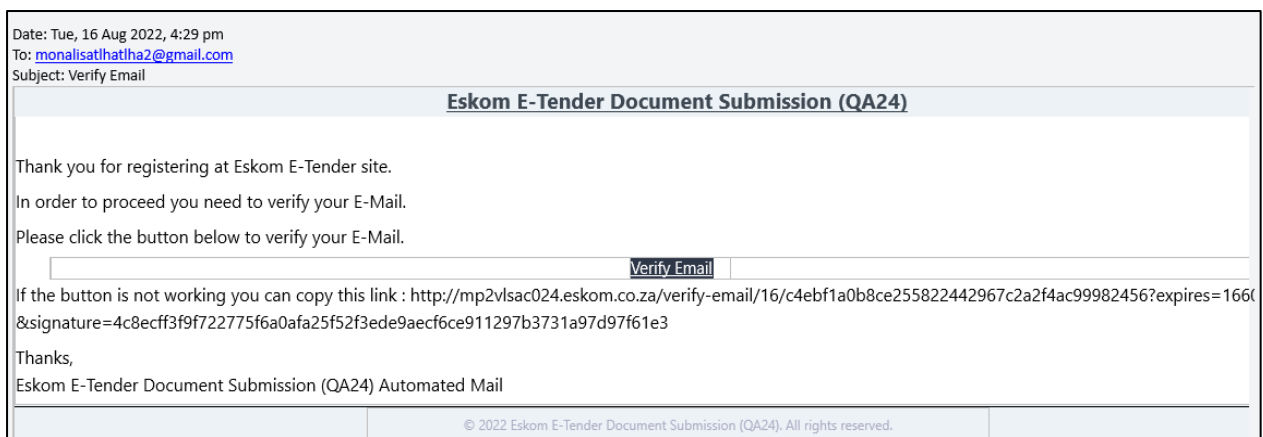 Date: Tue, 16 Aug 2022, 4:29 pm
To: monalisatlhatlha2@gmail.com
Subject: Verify Email
Eskom E-Tender Document Submission (QA24)
Thank you for registering at Eskom E-Tender site.
In order to proceed you need to verify your E-Mail.
Please click the button below to verify your E-Mail.
Verify Email
If the button is not working you can copy this link : http://mp2vlsac024.eskom.co.za/verify-email/16/c4ebf1a0b8ce255822442967c2a2f4ac99982456?expires=166
&signature=4c8ecff3f9f722775f6a0afa25f52f3ede9aecf6ce911297b3731a97d97f61e3
Thanks,
Eskom E-Tender Document Submission (QA24) Automated Mail
© 2022 Eskom E-Tender Document Submission (QA24). All rights reserved.